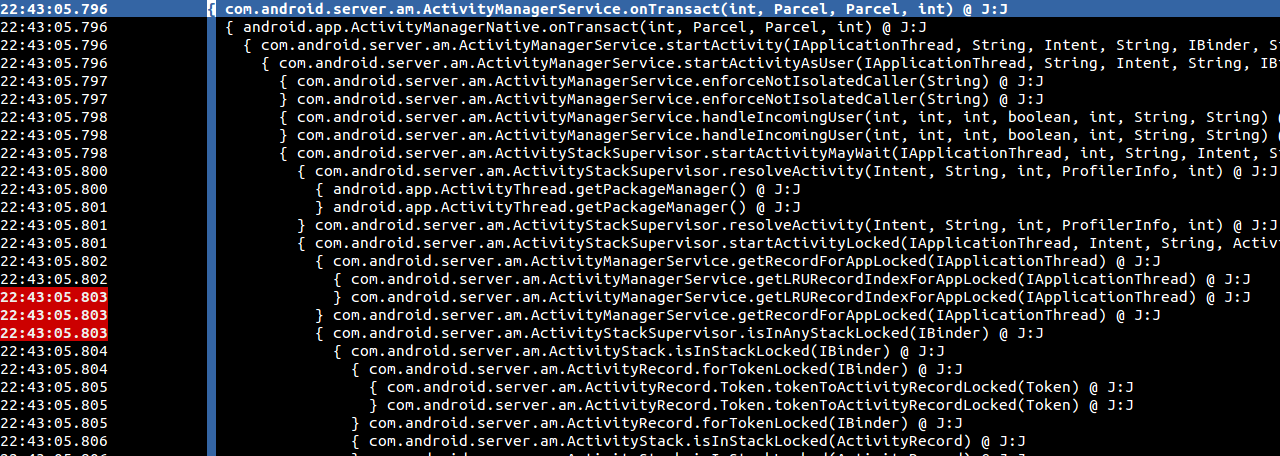 22:43:05.796 { com.android.server.am.ActivityManagerService.onTransact(int, Parcel, Parcel, int) @ J:J
22:43:05.796 { android.app.ActivityManagerNative.onTransact(int, Parcel, Parcel, int) @ J:J
22:43:05.796 { com.android.server.am.ActivityManagerService.startActivity(IApplicationThread, String, Intent, String, IBinder, S
22:43:05.796 { com.android.server.am.ActivityManagerService.startActivityAsUser(IApplicationThread, String, Intent, String, IB
22:43:05.797 { com.android.server.am.ActivityManagerService.enforceNotIsolatedCaller(String) @ J:J
22:43:05.797 } com.android.server.am.ActivityManagerService.enforceNotIsolatedCaller(String) @ J:J
22:43:05.798 { com.android.server.am.ActivityManagerService.handleIncomingUser(int, int, int, boolean, int, String, String) @
22:43:05.798 } com.android.server.am.ActivityManagerService.handleIncomingUser(int, int, int, boolean, int, String, String) @
22:43:05.798 { com.android.server.am.ActivityStackSupervisor.startActivityMayWait(IApplicationThread, int, String, Intent, S
22:43:05.800 { com.android.server.am.ActivityStackSupervisor.resolveActivity(Intent, String, int, ProfilerInfo, int) @ J:J
22:43:05.800 { android.app.ActivityThread.getPackageManager() @ J:J
22:43:05.801 } android.app.ActivityThread.getPackageManager() @ J:J
22:43:05.801 } com.android.server.am.ActivityStackSupervisor.resolveActivity(Intent, String, int, ProfilerInfo, int) @ J:J
22:43:05.801 { com.android.server.am.ActivityStackSupervisor.startActivityLocked(IApplicationThread, Intent, String, Activ
22:43:05.802 { com.android.server.am.ActivityManagerService.getRecordForAppLocked(IApplicationThread) @ J:J
22:43:05.802 { com.android.server.am.ActivityManagerService.getLRURecordIndexForAppLocked(IApplicationThread) @ J:J
22:43:05.803 } com.android.server.am.ActivityManagerService.getLRURecordIndexForAppLocked(IApplicationThread) @ J:J
22:43:05.803 } com.android.server.am.ActivityManagerService.getRecordForAppLocked(IApplicationThread) @ J:J
22:43:05.803 { com.android.server.am.ActivityStackSupervisor.isInAnyStackLocked(IBinder) @ J:J
22:43:05.804 { com.android.server.am.ActivityStack.isInStackLocked(IBinder) @ J:J
22:43:05.804 { com.android.server.am.ActivityRecord.forTokenLocked(IBinder) @ J:J
22:43:05.805 { com.android.server.am.ActivityRecord.Token.tokenToActivityRecordLocked(Token) @ J:J
22:43:05.805 } com.android.server.am.ActivityRecord.Token.tokenToActivityRecordLocked(Token) @ J:J
22:43:05.805 } com.android.server.am.ActivityRecord.forTokenLocked(IBinder) @ J:J
22:43:05.806 { com.android.server.am.ActivityStack.isInStackLocked(ActivityRecord) @ J:J